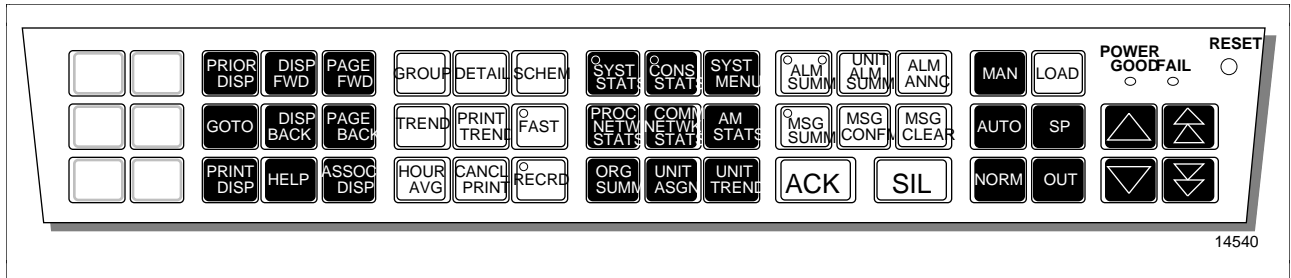 PRIOR DISP
DISP FWD
PAGE FWD
GROUP
DETAIL
SCHEM
SYST STATS
CONS STATS
SYST MENU
ALM SUMM
UNIT ALM SUMM
ALM ANNC
MAN
LOAD
POWER GOOD
FAIL
RESET
GOTO
DISP BACK
PAGE BACK
TREND
PRINT TREND
FAST
PROC NETW STATS
COMM NETWK STATS
AM STATS
MSG SUMM
MSG CONFM
MSG CLEAR
AUTO
SP
PRINT DISP
HELP
ASSOC DISP
HOUR AVG
CANCL PRINT
RECRD
ORG SUMM
UNIT ASGN
UNIT TREND
ACK
SIL
NORM
OUT
14540